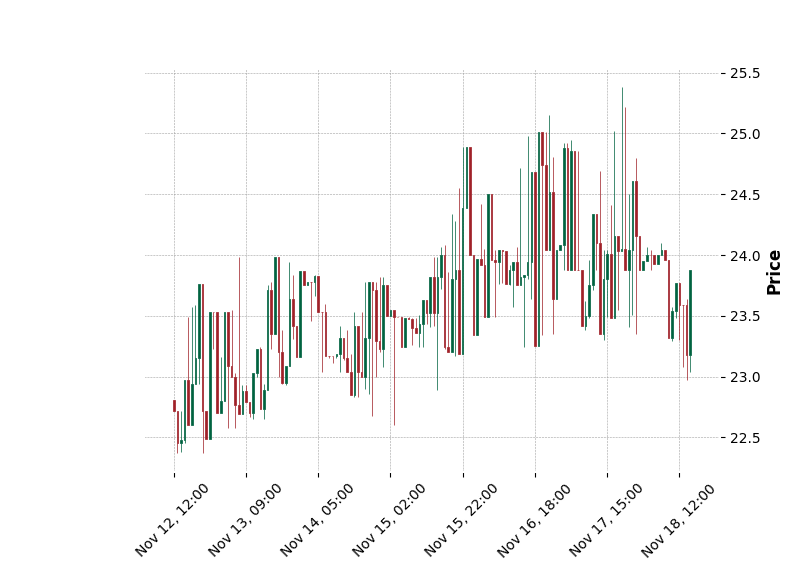 25.5
25.0
24.5
24.0
23.5
23.0
22.5
Price
Nov 12, 12:00
Nov 13, 09:00
Nov 14, 05:00
Nov 15, 02:00
Nov 15, 22:00
Nov 16, 18:00
Nov 17, 15:00
Nov 18, 12:00